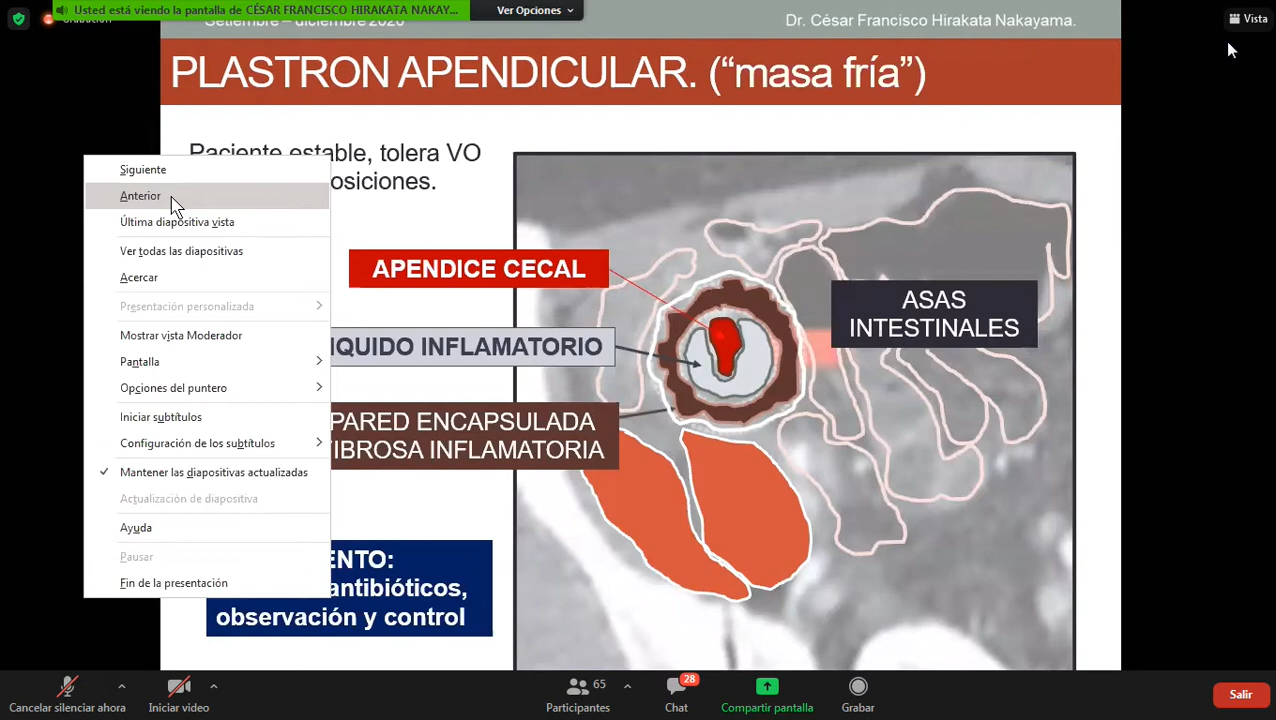 Usted está viendo la pantalla de CÉSAR FRANCISCO HIRAKATA NAKAY...
Ver Opciones
Grabación
Setiembre – diciembre 2020
Dr. César Francisco Hirakata Nakayama.
Vista
PLASTRON APENDICULAR. (“masa fría”)
Paciente estable, tolera VO
osiciones.
Siguiente
Anterior
Última diapositiva vista
Ver todas las diapositivas
Acercar
Presentación personalizada
Mostrar vista Moderador
Pantalla
Opciones del puntero
Iniciar subtítulos
Configuración de los subtítulos
Mantener las diapositivas actualizadas
Actualización de diapositiva
Ayuda
Pausar
Fin de la presentación
APENDICE CECAL
IQUIDO INFLAMATORIO
PARED ENCAPSULADA
FIBROSA INFLAMATORIA
ASAS
INTESTINALES
ENTO:
antibióticos,
observación y control
Cancelar silenciar ahora
Iniciar video
65
Participantes
28
Chat
Compartir pantalla
Grabar
Salir